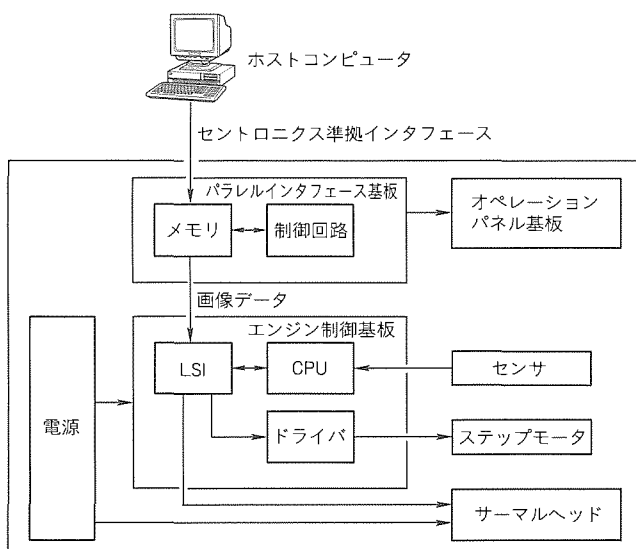 ホストコンピュータ
セントロニクス準拠インタフェース
パラレルインタフェース基板
メモリ
制御回路
オペレーション
パネル基板
画像データ
エンジン制御基板
LSI
CPU
センサ
電源
ドライバ
ステップモータ
サーマルヘッド